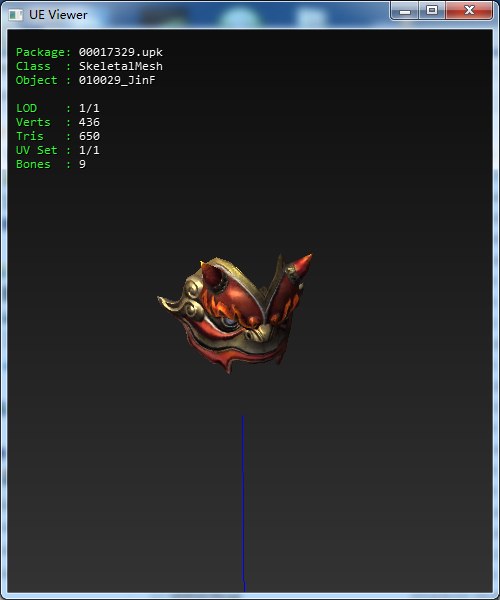 UE Viewer
Package: 00017329.upk
Class : SkeletalMesh
Object : 010029_JinF
LOD : 1/1
Verts : 436
Tris : 650
UV Set : 1/1
Bones : 9